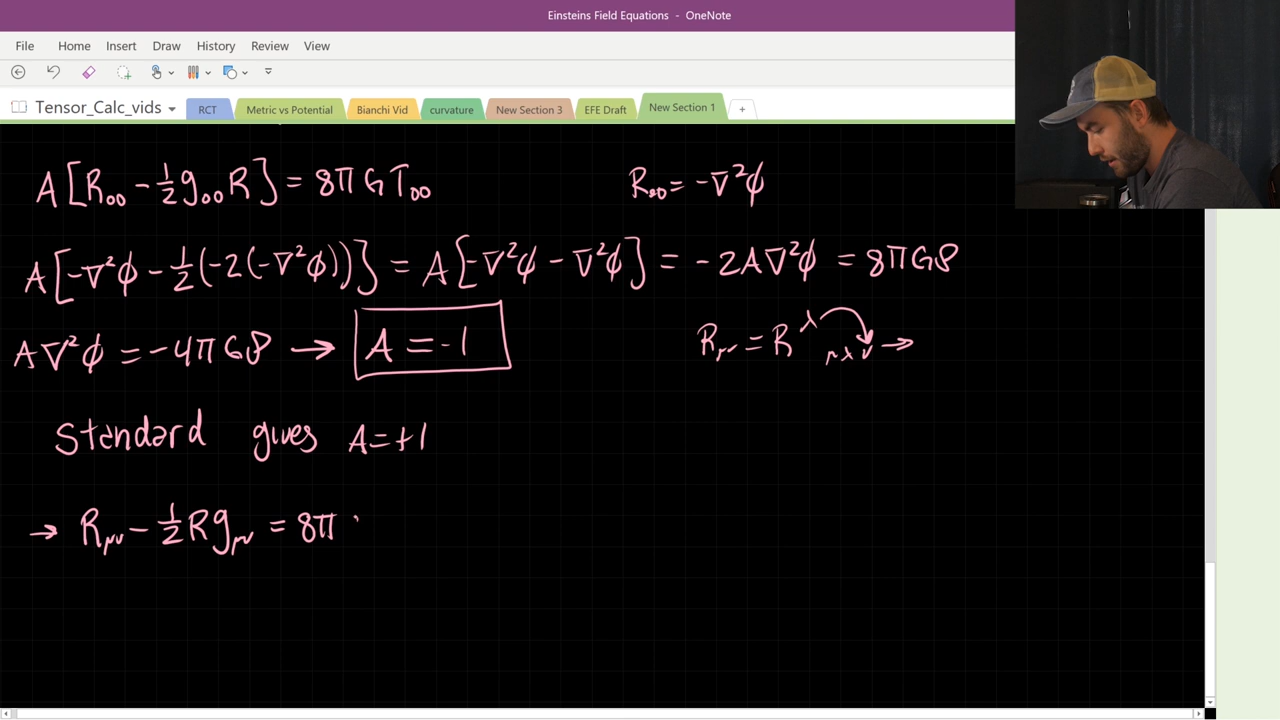 Einsteins Field Equations - OneNote
File Home Insert Draw History Review View
Tensor_Calc_vids RCT Metric vs Potential Bianchi Vid curvature New Section 3 EFE Draft New Section 1 +
A[R₀₀ - ½g₀₀R] = 8πGT₀₀ R₀₀ = -∇²φ
A[-∇²φ - ½(-2(-∇²φ))] = A[-∇²φ - ∇²φ] = -2A∇²φ = 8πGρ
A∇²φ = -4πGρ → A = -1 R_μν = R^λ_μλν →
Standard gives A = +1
→ R_μν - ½Rg_μν = 8π